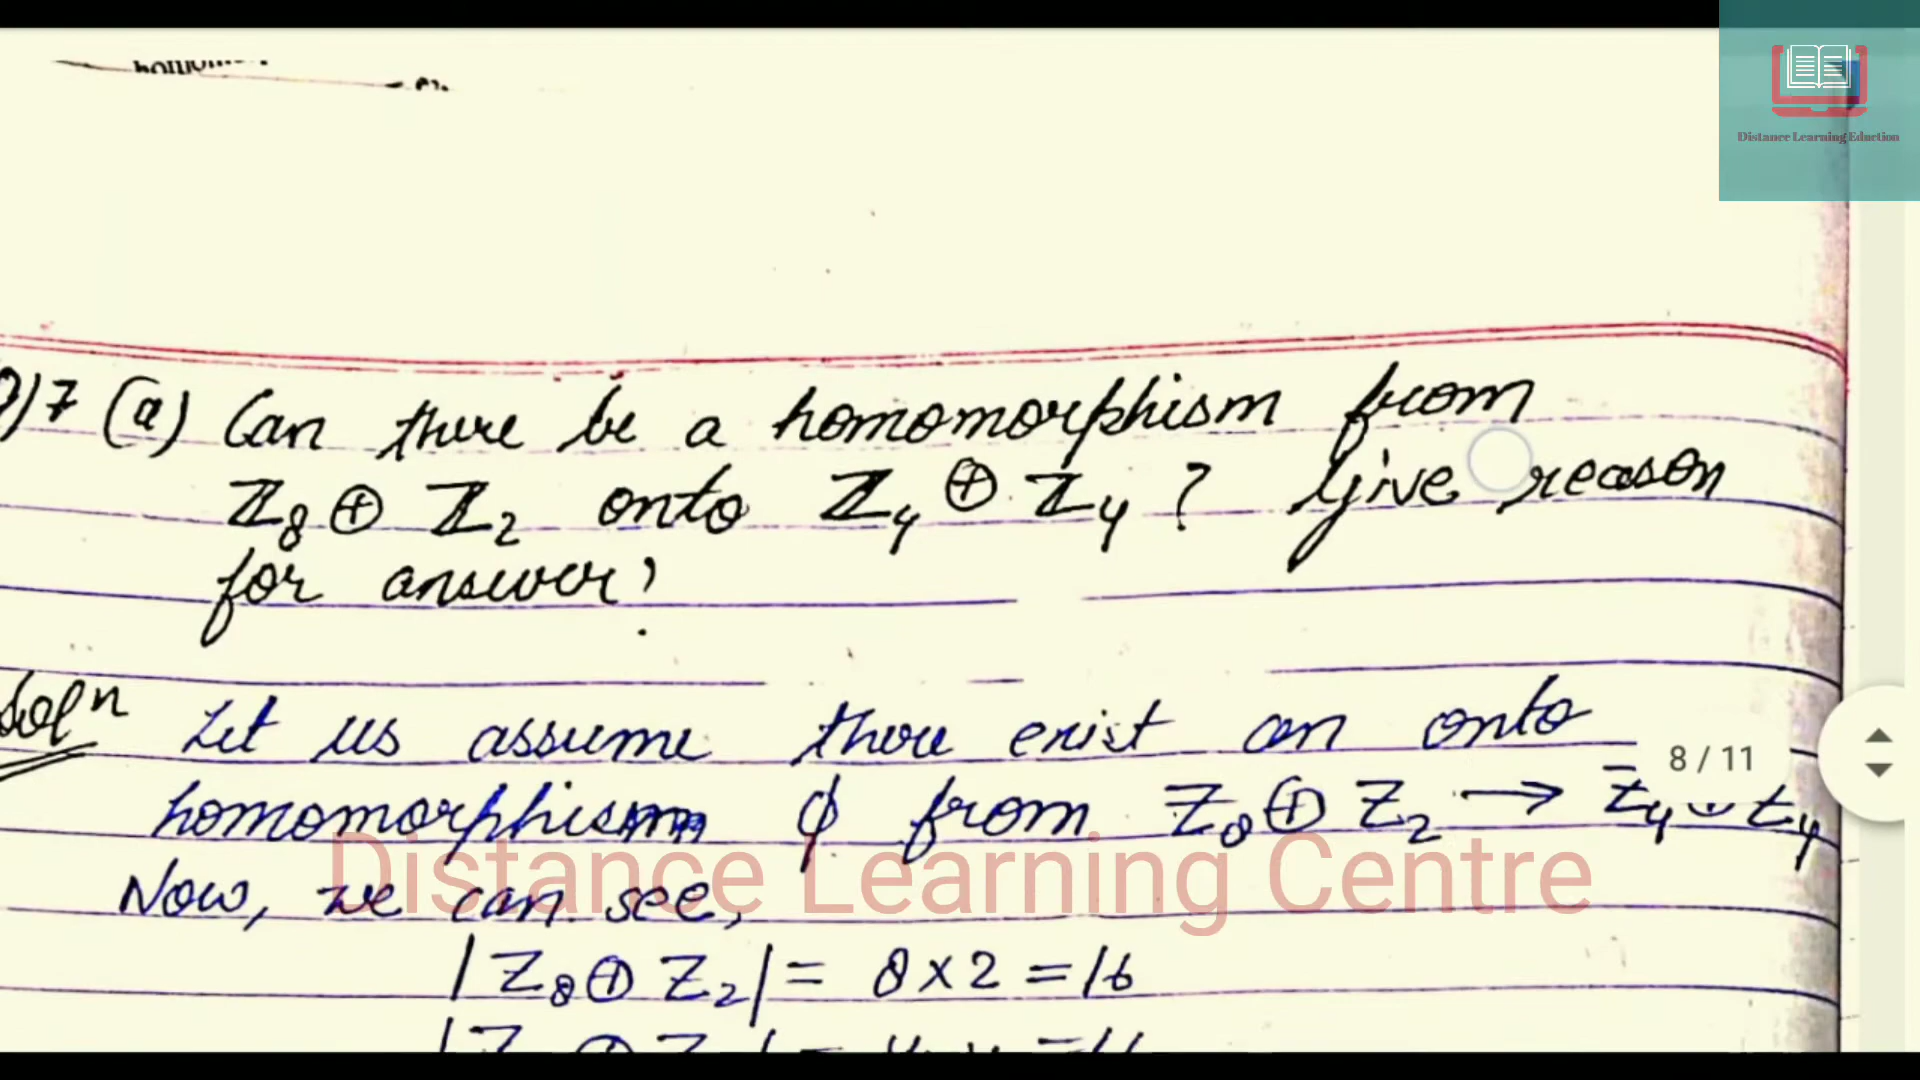 Distance Learning Eduction
Q)7 (a) Can there be a homomorphism from
Z8 ⊕ Z2 onto Z4 ⊕ Z4 ? Give reason
for answer?
Solⁿ Let us assume there exist an onto
homomorphism ϕ from Z8 ⊕ Z2 → Z4 ⊕ Z4
8 / 11
Distance Learning Centre
Now, we can see,
|Z8 ⊕ Z2| = 8 × 2 = 16